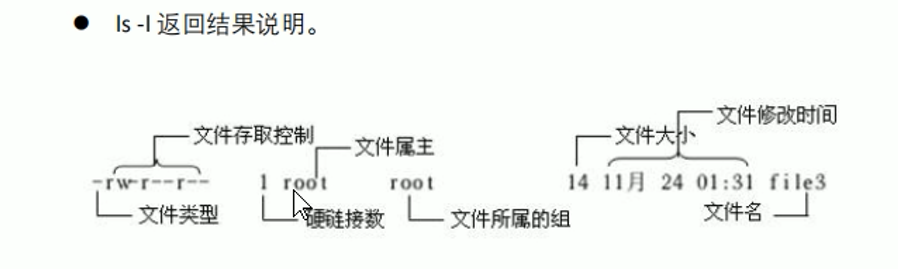 ● ls -l 返回结果说明。
文件修改时间
文件存取控制 文件属主 文件大小
-rw-r--r-- 1 root root 14 11月 24 01:31 file3
文件类型 硬链接数 文件所属的组 文件名